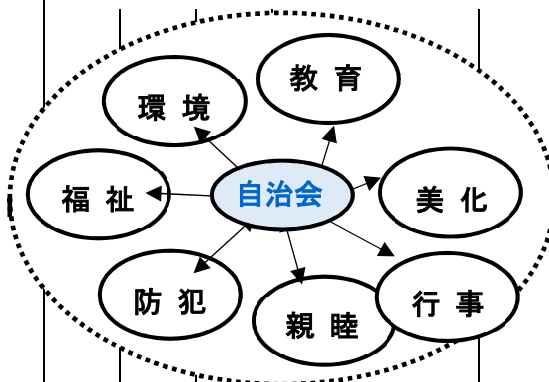 教 育
環 境
福 祉
自治会
美 化
防 犯
親 睦
行 事